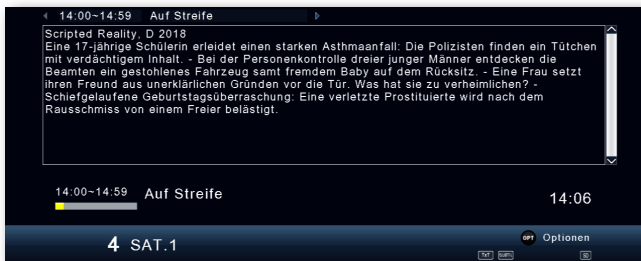 14:00~14:59 Auf Streife
Scripted Reality, D 2018
Eine 17-jährige Schülerin erleidet einen starken Asthmaanfall: Die Polizisten finden ein Tütchen
mit verdächtigem Inhalt. - Bei der Personenkontrolle dreier junger Männer entdecken die
Beamten ein gestohlenes Fahrzeug samt fremdem Baby auf dem Rücksitz. - Eine Frau setzt
ihren Freund aus unerklärlichen Gründen vor die Tür. Was hat sie zu verheimlichen? -
Schiefgelaufene Geburtstagsüberraschung: Eine verletzte Prostituierte wird nach dem
Rausschmiss von einem Freier belästigt.
14:00~14:59 Auf Streife
14:06
OPT Optionen
4 SAT.1
TXT SUBTTL SD